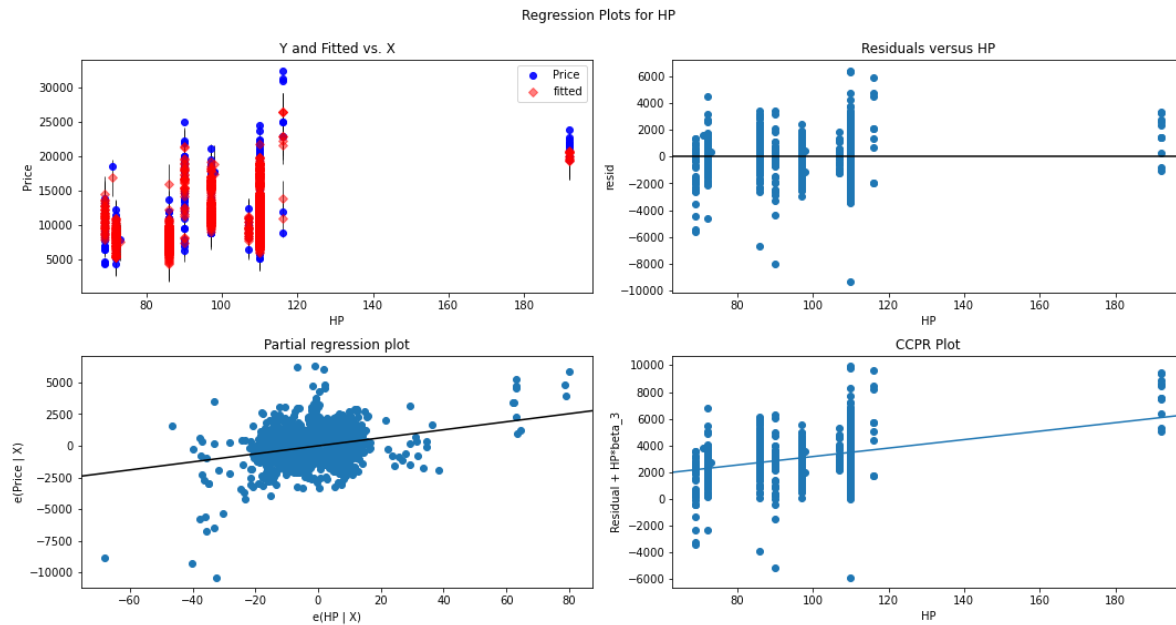 Regression Plots for HP
Y and Fitted vs. X
Price
fitted
30000
25000
20000
15000
10000
5000
Price
80 100 120 140 160 180
HP
Residuals versus HP
6000
4000
2000
0
−2000
−4000
−6000
−8000
−10000
resid
80 100 120 140 160 180
HP
Partial regression plot
5000
2500
0
−2500
−5000
−7500
−10000
e(Price | X)
−60 −40 −20 0 20 40 60 80
e(HP | X)
CCPR Plot
10000
8000
6000
4000
2000
0
−2000
−4000
−6000
Residual + HP*beta_3
80 100 120 140 160 180
HP